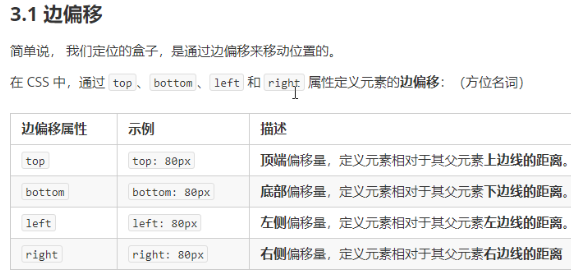 3.1 边偏移
简单说， 我们定位的盒子，是通过边偏移来移动位置的。
在 CSS 中，通过 top、bottom、left 和 right 属性定义元素的边偏移：（方位名词）
边偏移属性 示例 描述
top top: 80px 顶端偏移量，定义元素相对于其父元素上边线的距离。
bottom bottom: 80px 底部偏移量，定义元素相对于其父元素下边线的距离。
left left: 80px 左侧偏移量，定义元素相对于其父元素左边线的距离。
right right: 80px 右侧偏移量，定义元素相对于其父元素右边线的距离